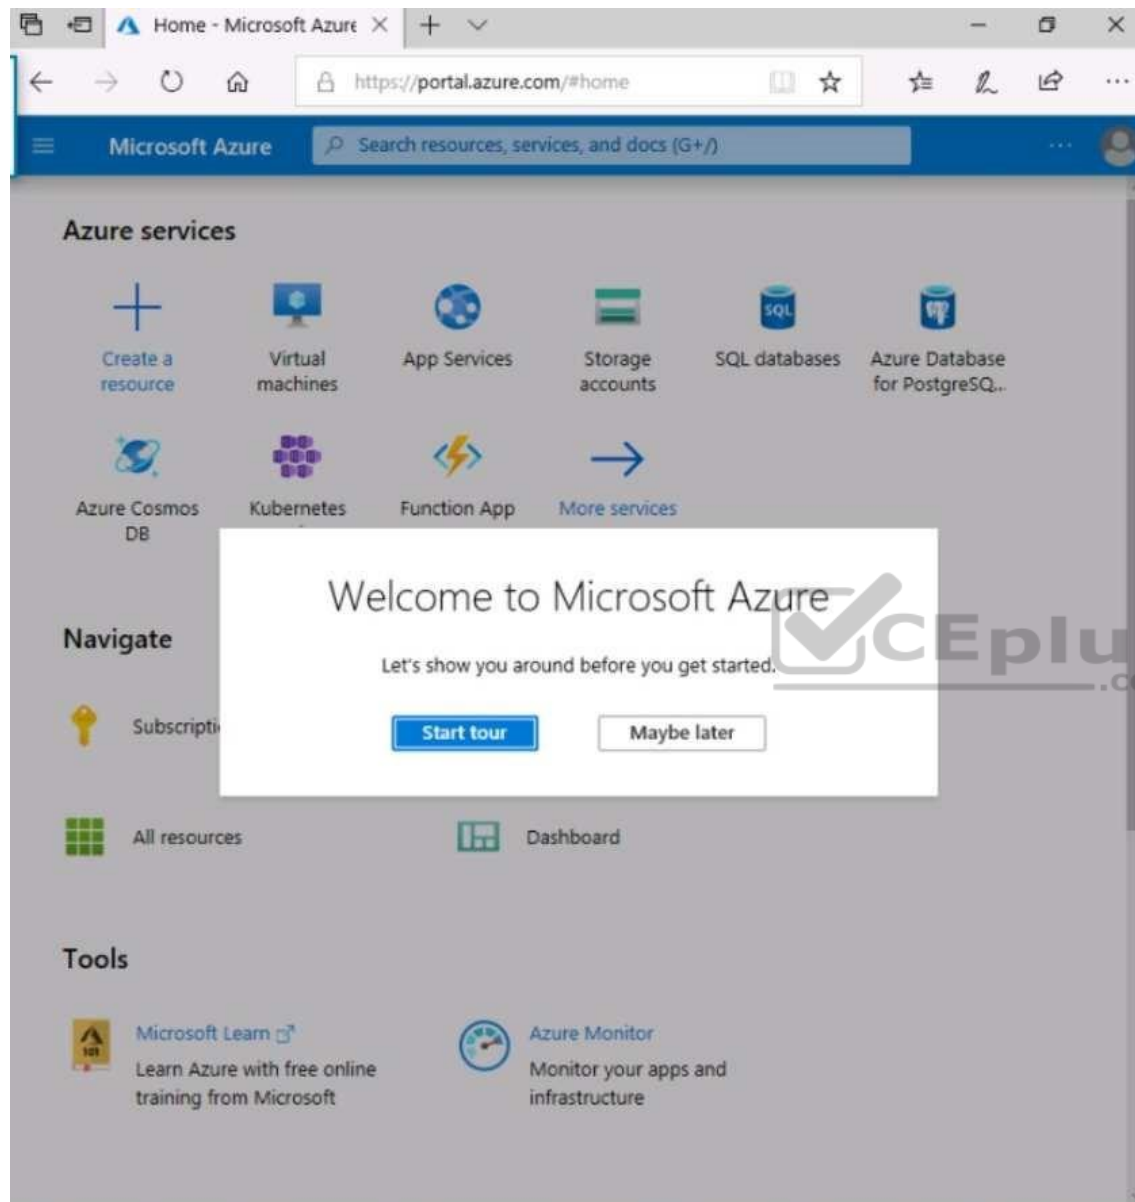 Home - Microsoft Azure
https://portal.azure.com/#home
Microsoft Azure
Search resources, services, and docs (G+/)
Azure services
Create a
resource
Virtual
machines
App Services
Storage
accounts
SQL
SQL databases
Azure Database
for PostgreSQ...
Azure Cosmos
DB
Kubernetes
Function App
More services
Welcome to Microsoft Azure
Let's show you around before you get started.
Start tour
Maybe later
CEplu
.co
Navigate
Subscripti
All resources
Dashboard
Tools
101
Microsoft Learn
Learn Azure with free online
training from Microsoft
Azure Monitor
Monitor your apps and
infrastructure